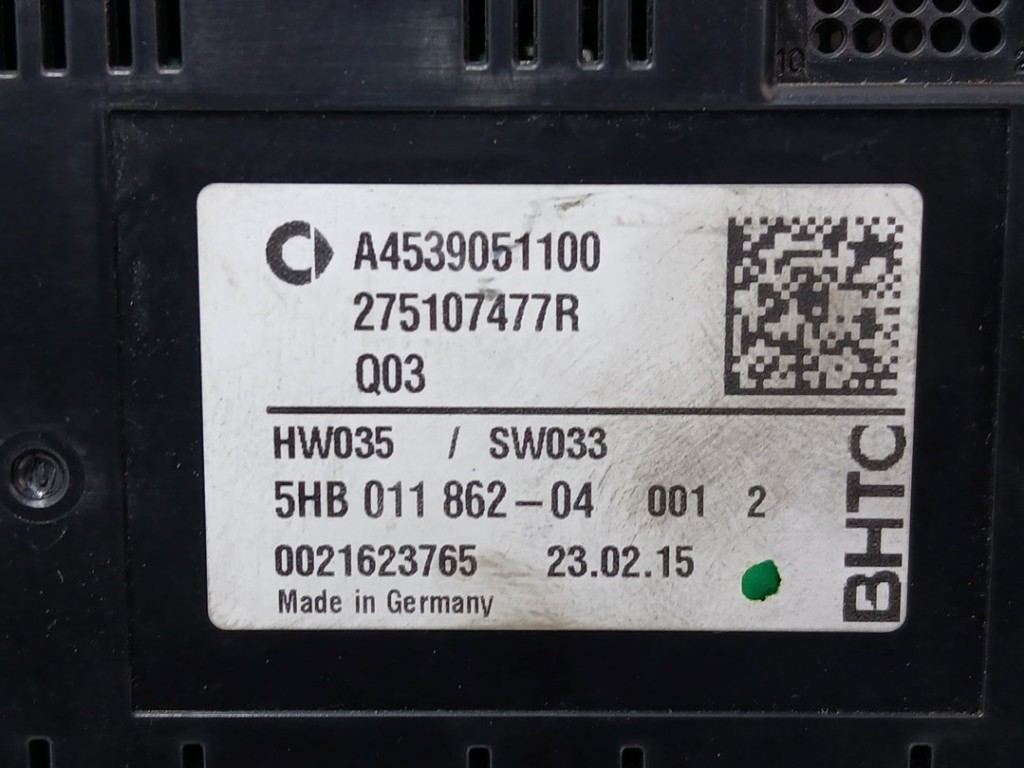 10
A4539051100
275107477R
Q03
HW035 / SW033
5HB 011 862-04 001 2
0021623765 23.02.15
Made in Germany
BHTC